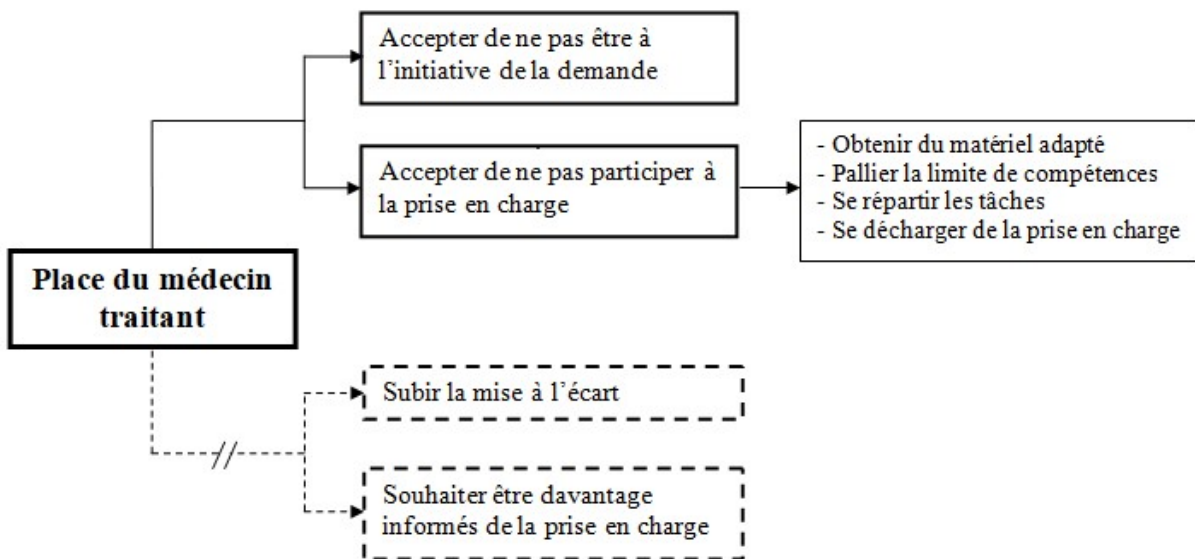 Accepter de ne pas être à
l’initiative de la demande
Accepter de ne pas participer à
la prise en charge
- Obtenir du matériel adapté
- Pallier la limite de compétences
- Se répartir les tâches
- Se décharger de la prise en charge
Place du médecin
traitant
Subir la mise à l’écart
Souhaiter être davantage
informés de la prise en charge